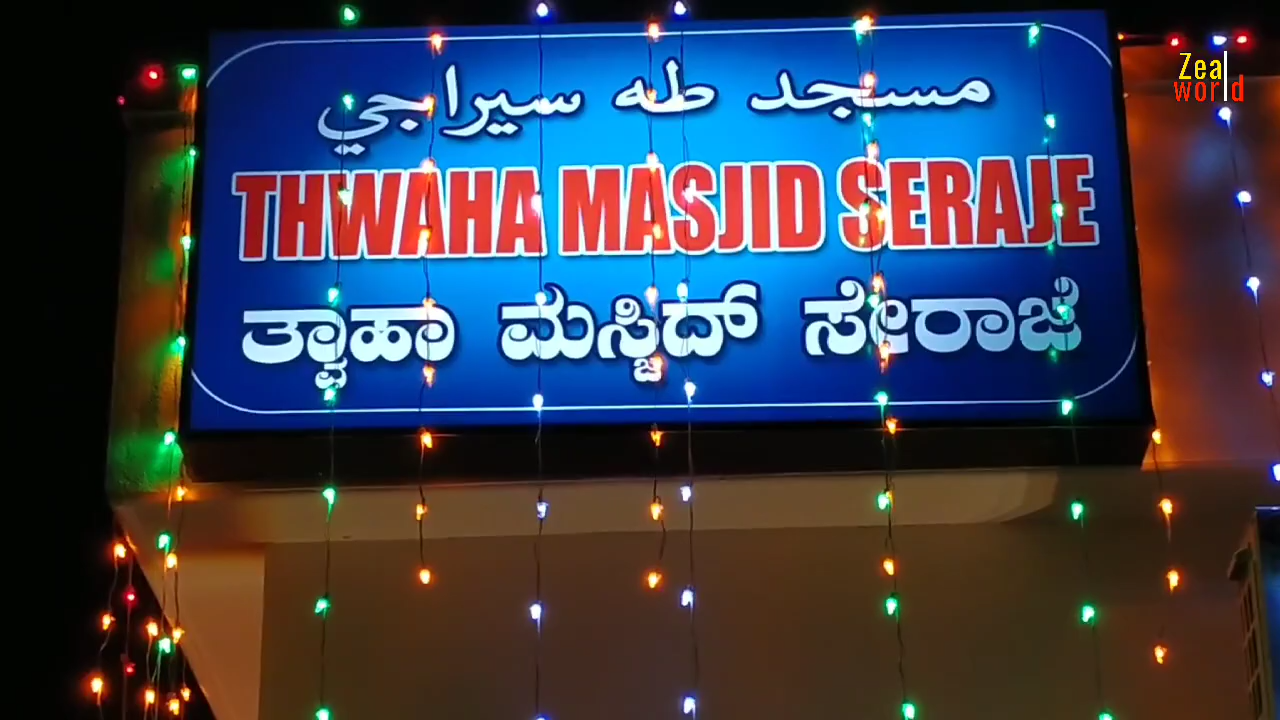 مسجد طه سيراجي
THWAHA MASJID SERAJE
ತ್ವಾಹಾ ಮಸ್ಜಿದ್ ಸೇರಾಜೆ
Zeal
world